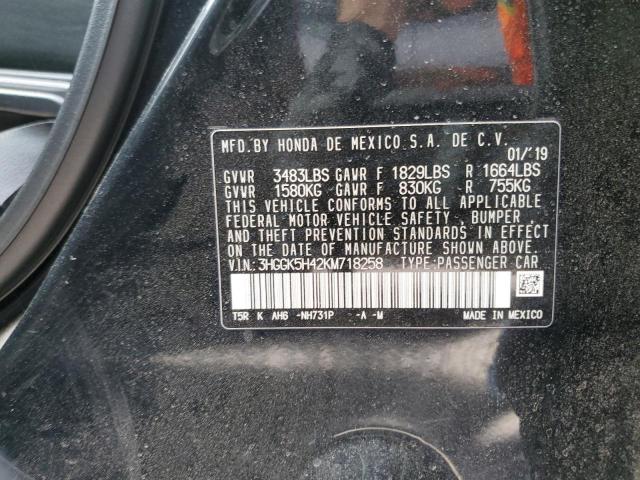 MFD.BY HONDA DE MEXICO S.A. DE C.V.
01/'19
GVWR 3483LBS GAWR F 1829LBS R 1664LBS
GVWR 1580KG GAWR F 830KG R 755KG
THIS VEHICLE CONFORMS TO ALL APPLICABLE
FEDERAL MOTOR VEHICLE SAFETY, BUMPER,
AND THEFT PREVENTION STANDARDS IN EFFECT
ON THE DATE OF MANUFACTURE SHOWN ABOVE.
V.I.N.:3HGGK5H42KM718258 TYPE:PASSENGER CAR
T5R K AH6 -NH731P -A -M MADE IN MEXICO